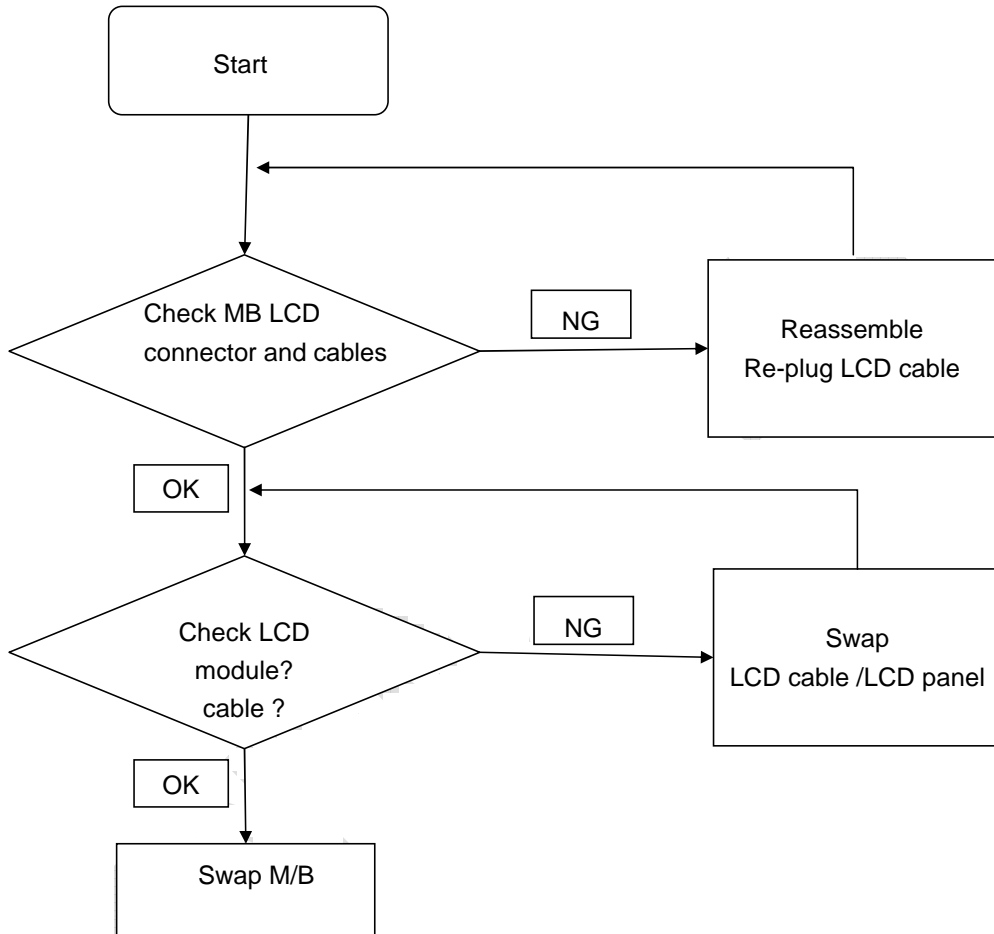 Start
Check MB LCD
connector and cables
NG
Reassemble
Re-plug LCD cable
OK
Check LCD
module?
cable ?
NG
Swap
LCD cable /LCD panel
OK
Swap M/B